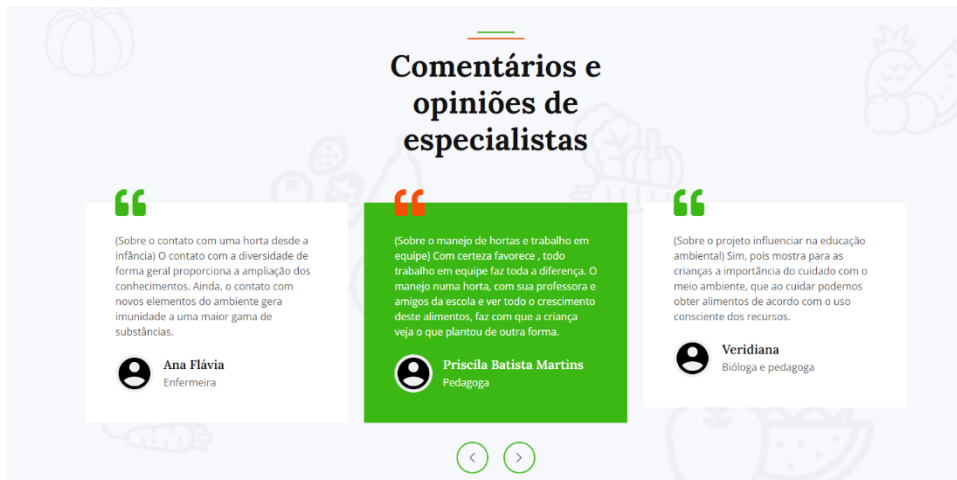 Comentários e
opiniões de
especialistas
(Sobre o contato com uma horta desde a
infância) O contato com a diversidade de
forma geral proporciona a ampliação dos
conhecimentos. Ainda, o contato com
novos elementos do ambiente gera
imunidade a uma maior gama de
substâncias.
Ana Flávia
Enfermeira
(Sobre o manejo de hortas e trabalho em
equipe) Com certeza favorece , todo
trabalho em equipe faz toda a diferença. O
manejo numa horta, com sua professora e
amigos da escola e ver todo o crescimento
deste alimentos, faz com que a criança
veja o que plantou de outra forma.
Priscila Batista Martins
Pedagoga
(Sobre o projeto influenciar na educação
ambiental) Sim, pois mostra para as
crianças a importância do cuidado com o
meio ambiente, que ao cuidar podemos
obter alimentos de acordo com o uso
consciente dos recursos.
Veridiana
Bióloga e pedagoga